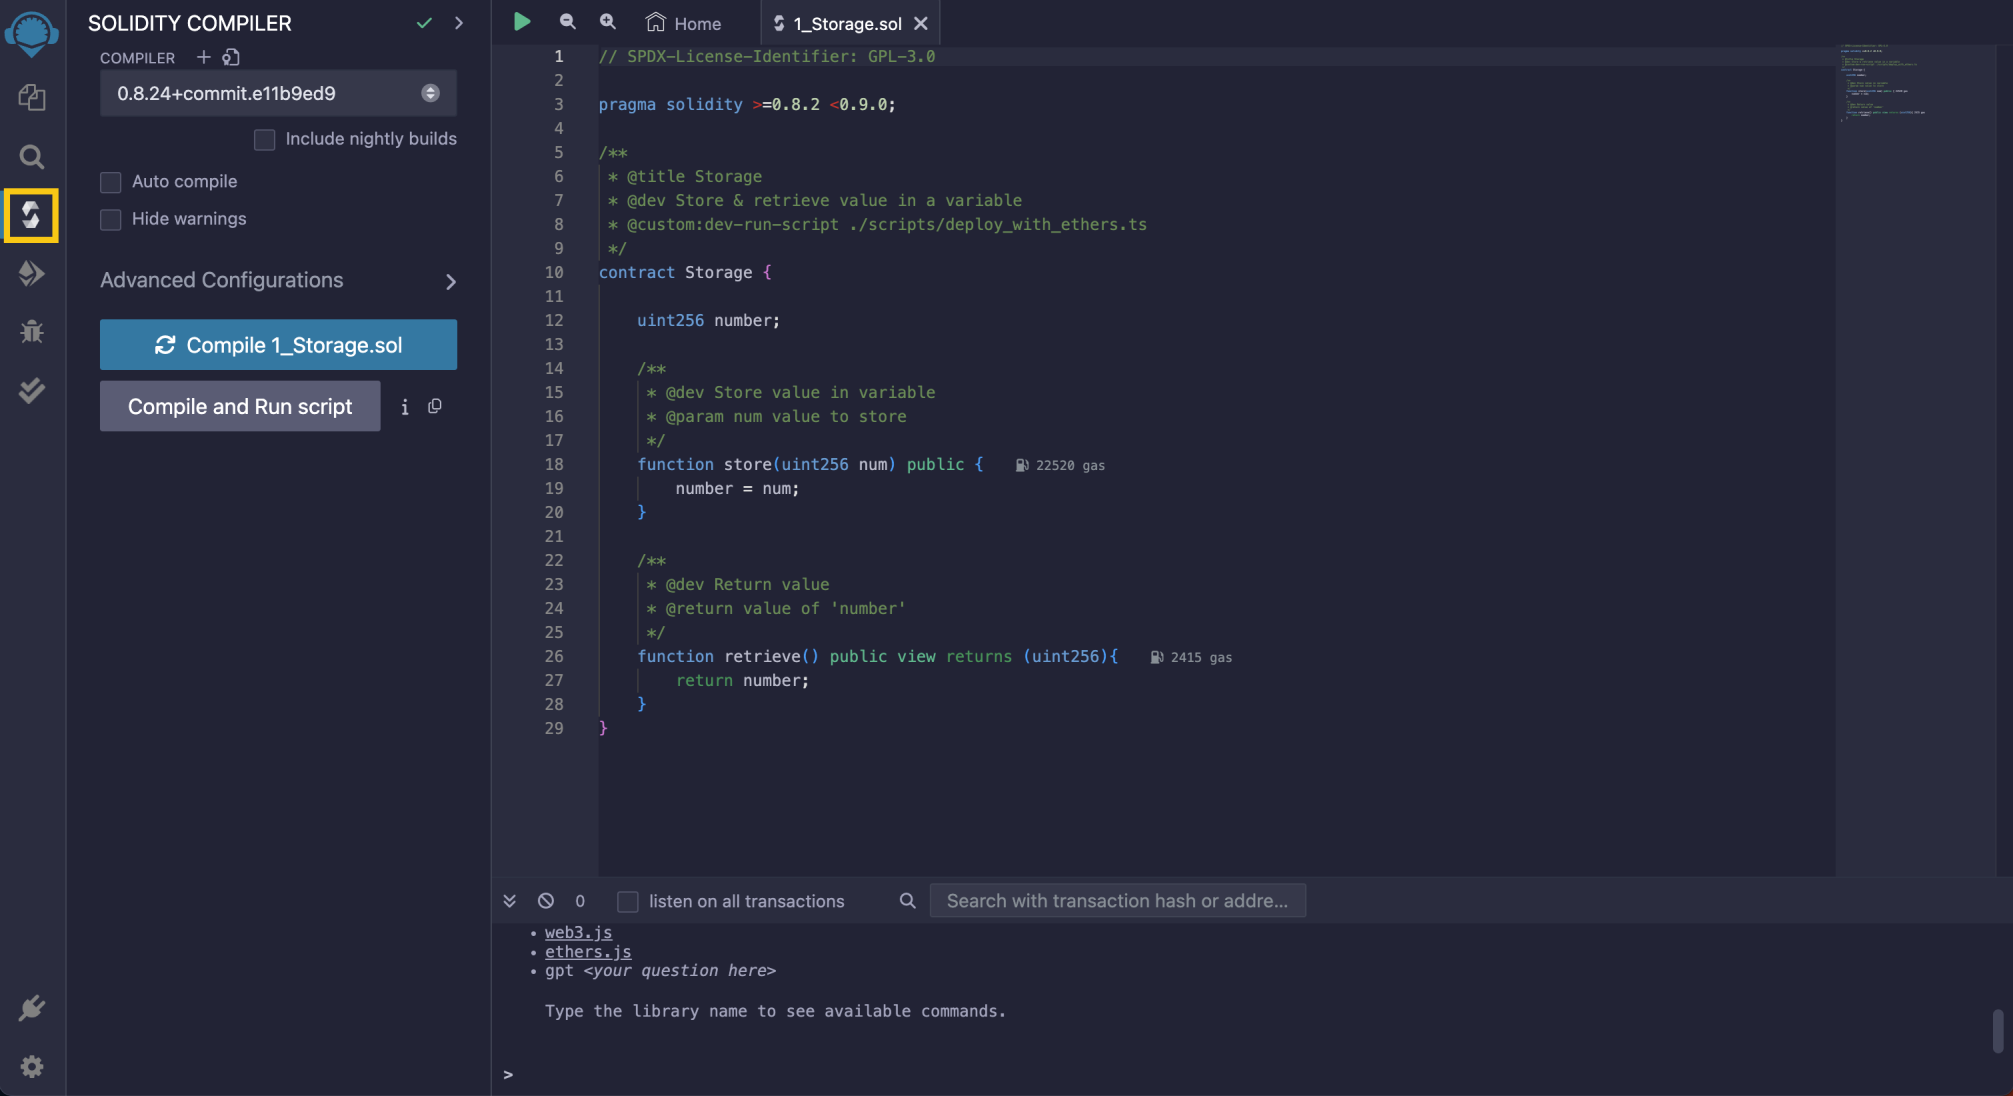 SOLIDITY COMPILER
COMPILER
0.8.24+commit.e11b9ed9
Include nightly builds
Auto compile
Hide warnings
Advanced Configurations
Compile 1_Storage.sol
Compile and Run script
Home
1_Storage.sol
1 // SPDX-License-Identifier: GPL-3.0
2
3 pragma solidity >=0.8.2 <0.9.0;
4
5 /**
6 * @title Storage
7 * @dev Store & retrieve value in a variable
8 * @custom:dev-run-script ./scripts/deploy_with_ethers.ts
9 */
10 contract Storage {
11
12 uint256 number;
13
14 /**
15 * @dev Store value in variable
16 * @param num value to store
17 */
18 function store(uint256 num) public { 22520 gas
19 number = num;
20 }
21
22 /**
23 * @dev Return value
24 * @return value of 'number'
25 */
26 function retrieve() public view returns (uint256){ 2415 gas
27 return number;
28 }
29 }
0 listen on all transactions Search with transaction hash or addre...
• web3.js
• ethers.js
• gpt <your question here>
Type the library name to see available commands.
>